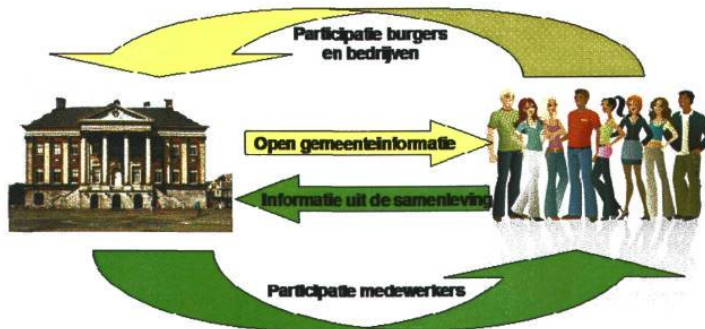 Participatie burgers
en bedrijven
Open gemeenteinformatie
Informatie uit de samenleving
Participatie medewerkers